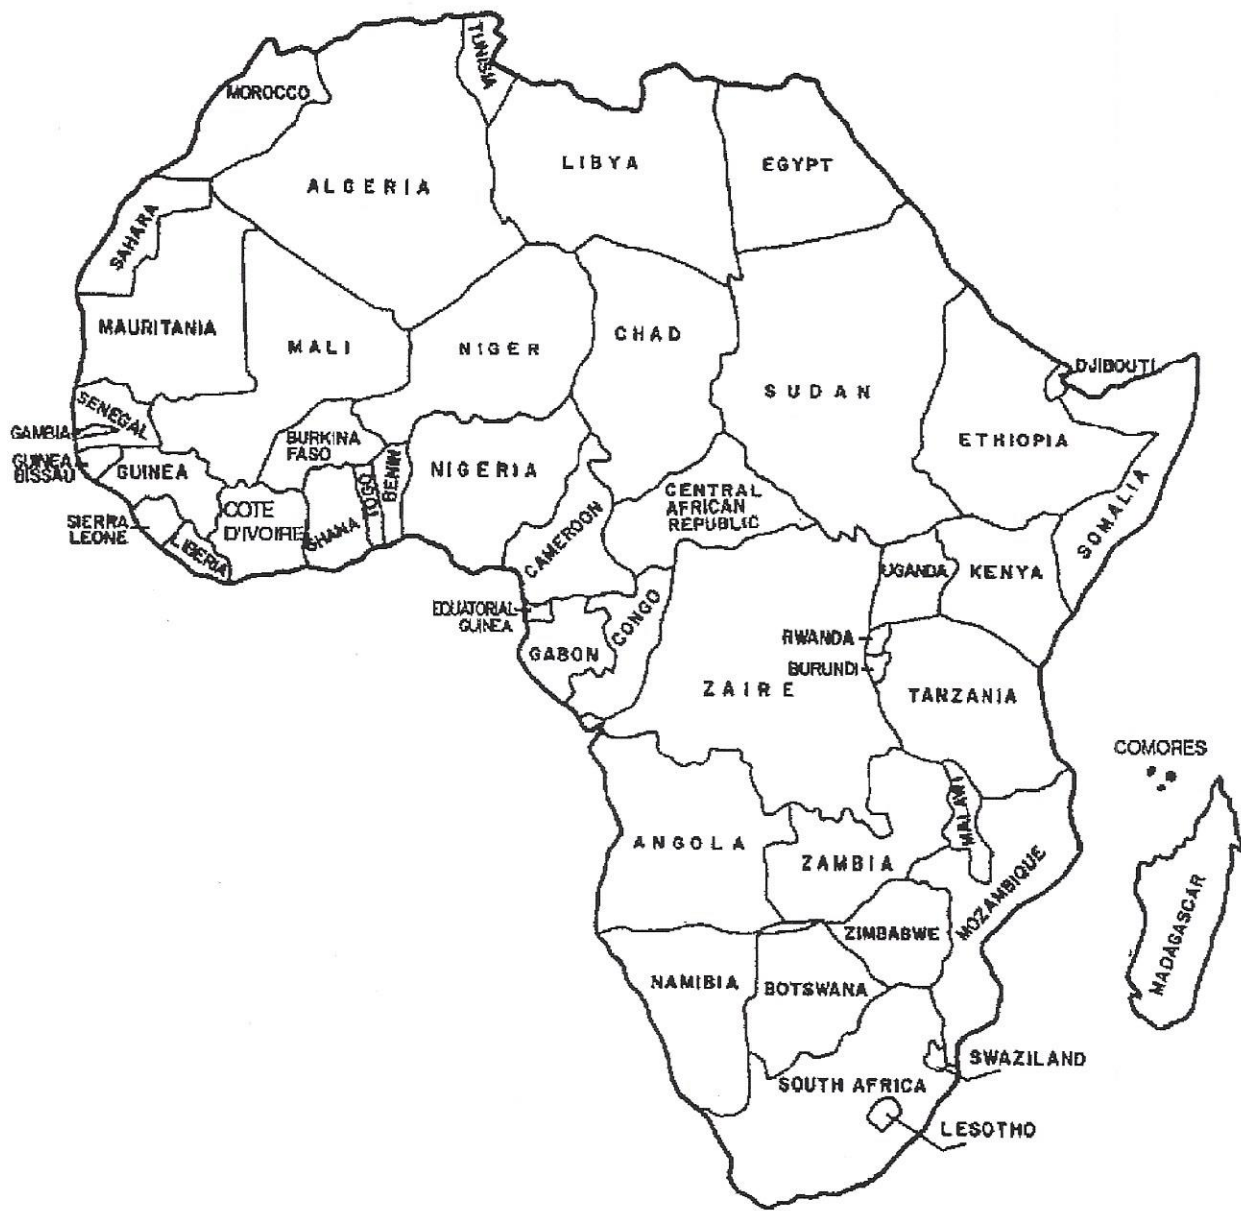 TUNISIA
MOROCCO
ALGERIA
LIBYA
EGYPT
SAHARA
MAURITANIA
MALI
NIGER
CHAD
SUDAN
DJIBOUTI
SENEGAL
GAMBIA
GUINEA
BISSAU
GUINEA
BURKINA
FASO
BENIN
TOGO
NIGERIA
ETHIOPIA
SOMALIA
CENTRAL
AFRICAN
REPUBLIC
SIERRA
LEONE
LIBERIA
COTE
D'IVOIRE
GHANA
CAMEROON
UGANDA
KENYA
EQUATORIAL
GUINEA
GABON
CONGO
RWANDA
BURUNDI
ZAIRE
TANZANIA
COMORES
ANGOLA
ZAMBIA
MALAWI
MOZAMBIQUE
MADAGASCAR
ZIMBABWE
NAMIBIA
BOTSWANA
SWAZILAND
SOUTH AFRICA
LESOTHO